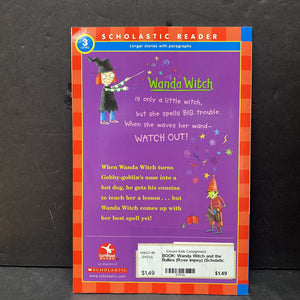 3
SCHOLASTIC READER
Longer stories with paragraphs
Wanda Witch
is only a little witch,
but she spells BIG trouble.
When she waves her wand—
WATCH OUT!
When Wanda Witch turns
Gobby-goblin's nose into a
hot dog, he gets his cousins
to teach her a lesson . . . but
Wanda Witch comes up with
her best spell yet!
SCHOLASTIC
Kids Consignment
BOOK: Wanda Witch and the
Bullies (Rose Impey) (Scholastic
$1.49
$1.49